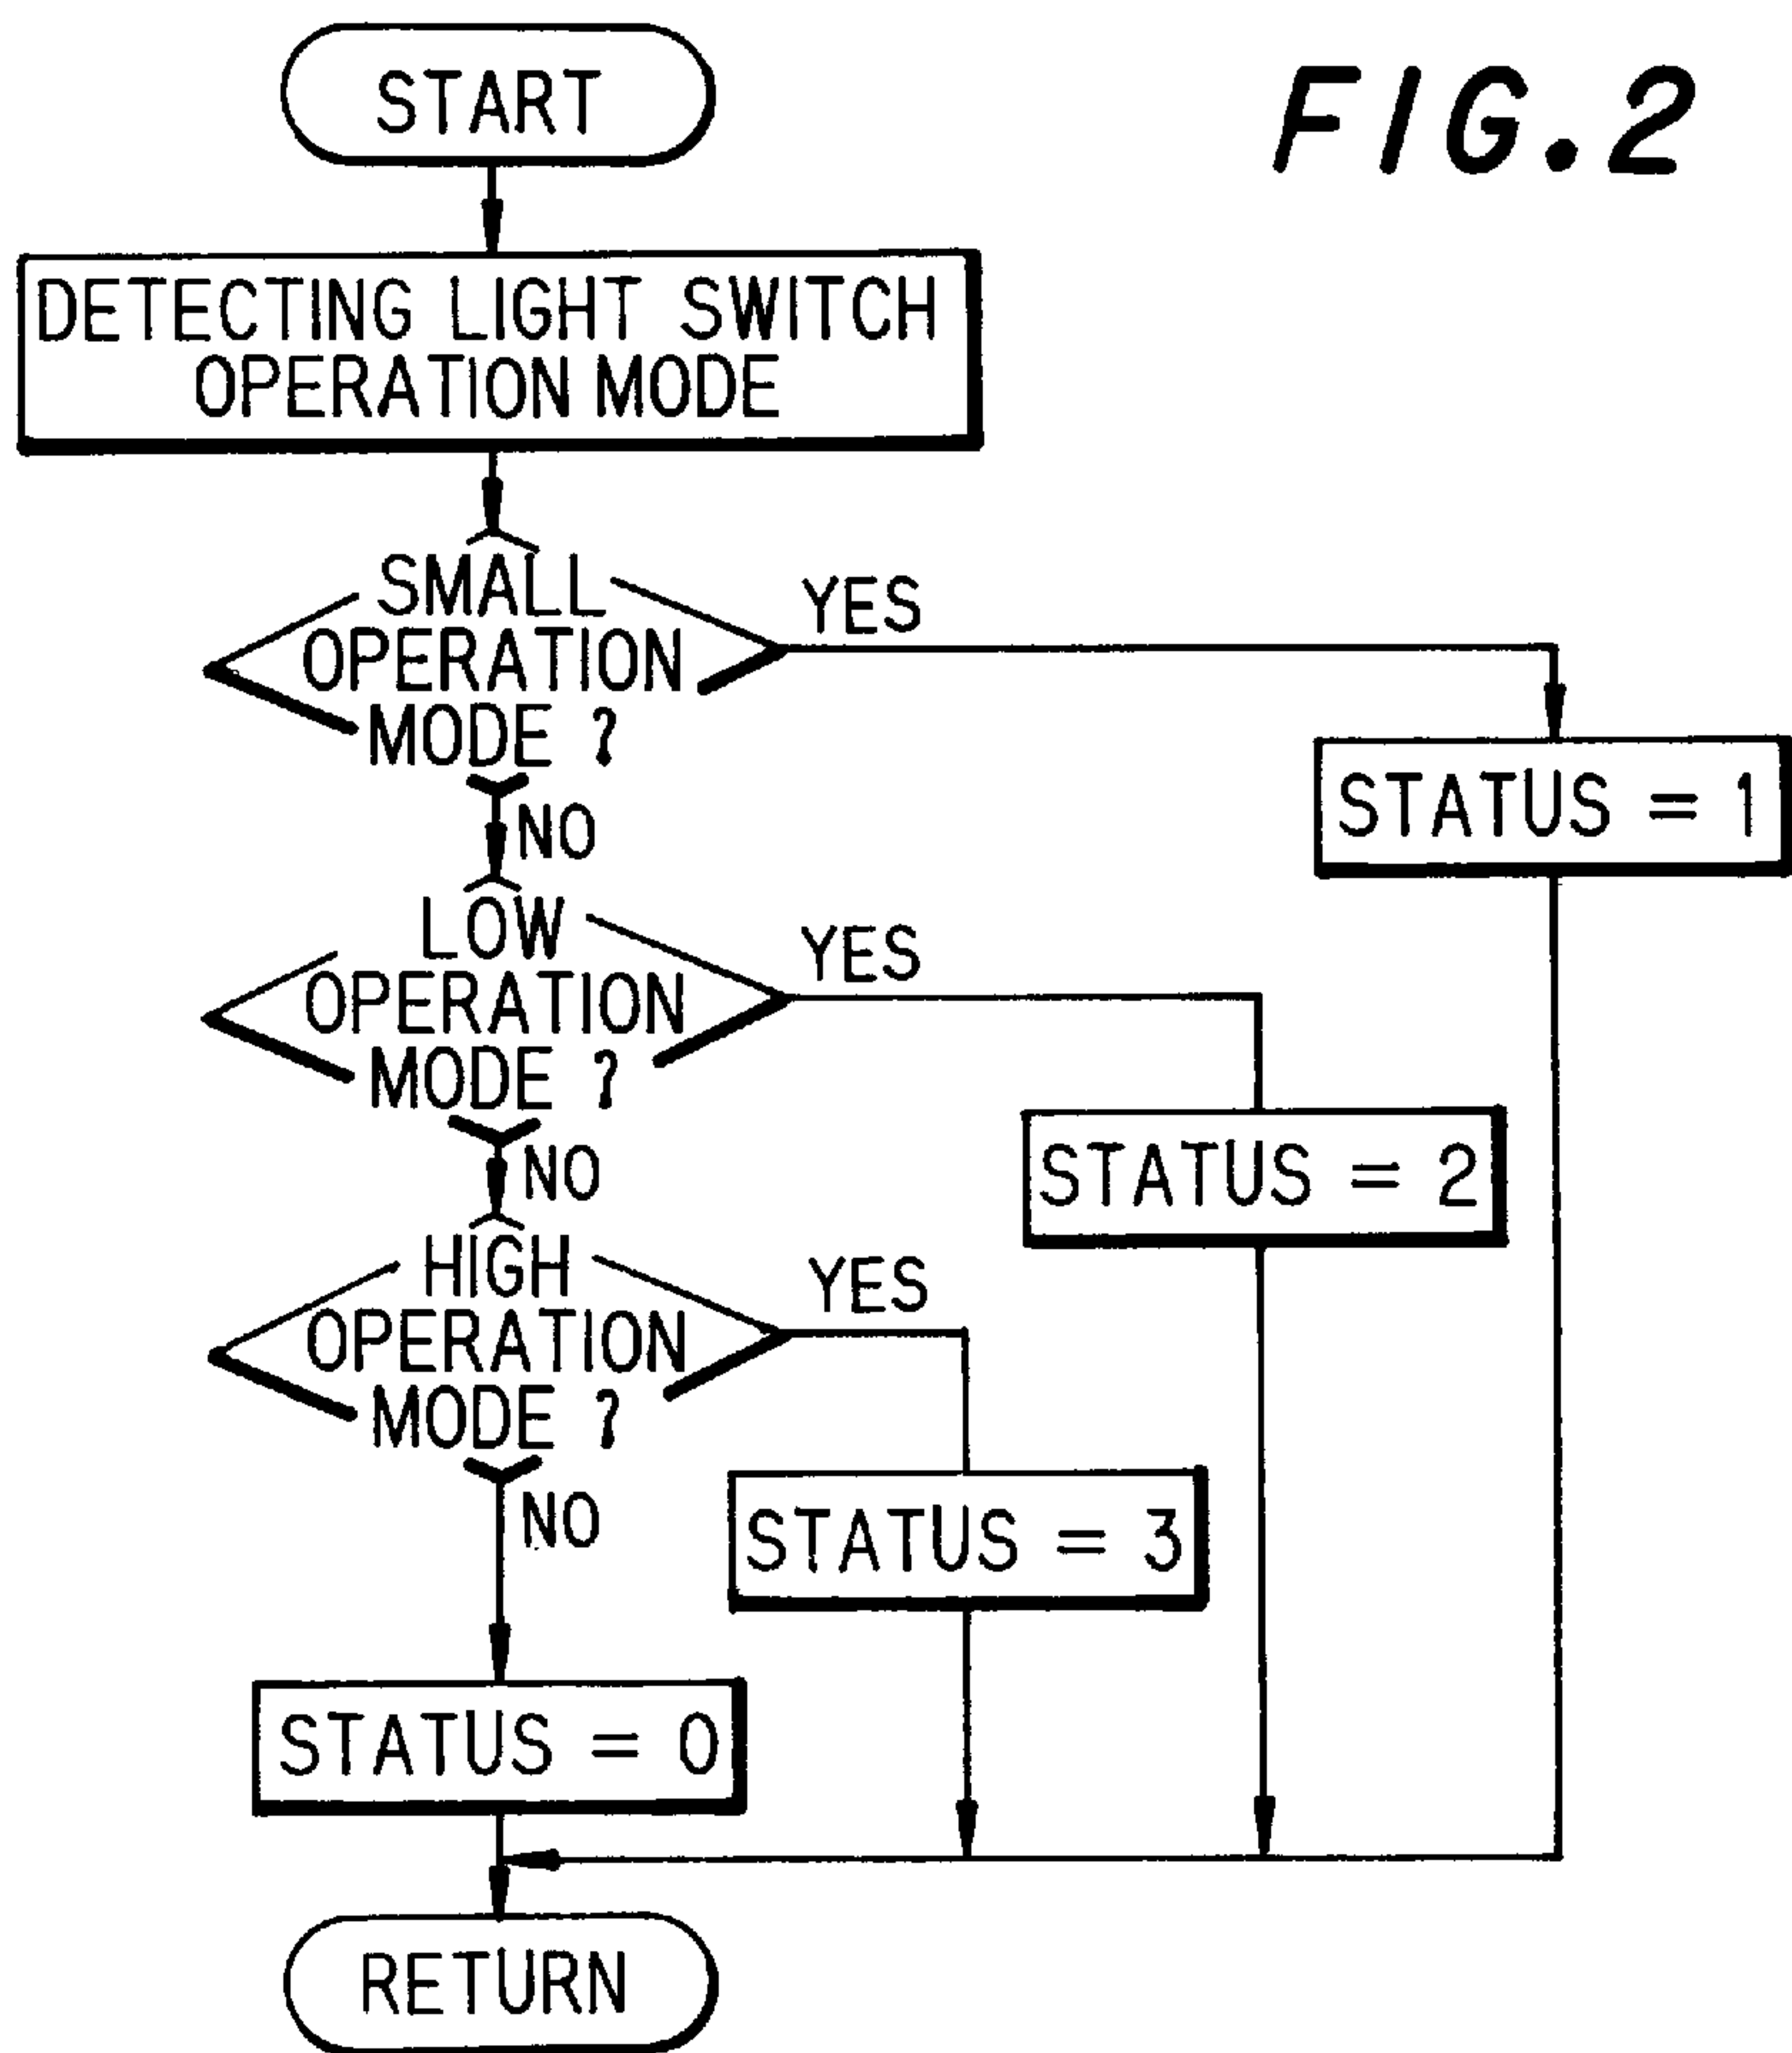 START
FIG.2
DETECTING LIGHT SWITCH
OPERATION MODE
SMALL
OPERATION
MODE ?
YES
NO
STATUS = 1
LOW
OPERATION
MODE ?
YES
NO
STATUS = 2
HIGH
OPERATION
MODE ?
YES
NO
STATUS = 3
STATUS = 0
RETURN